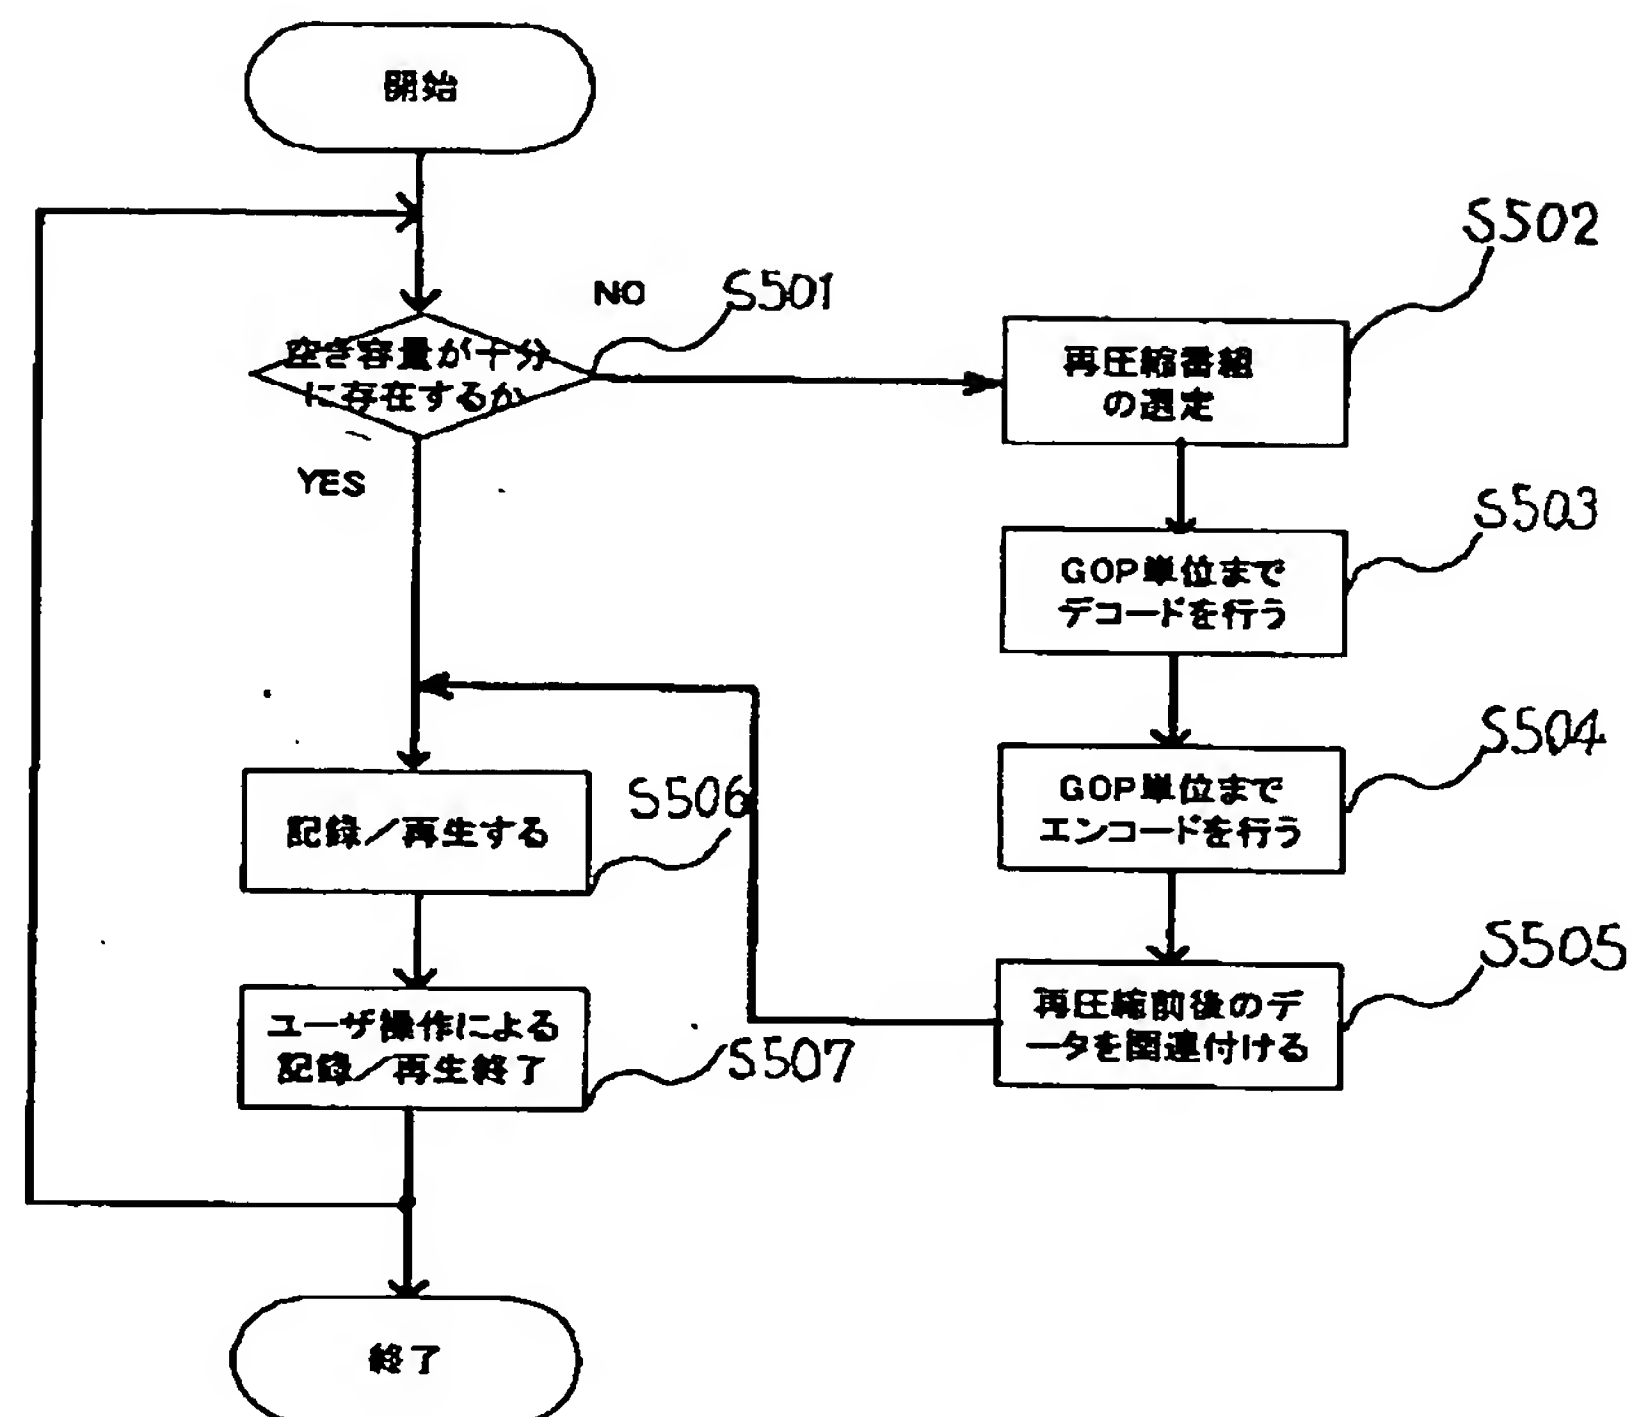 開始
S502
NO
S501
空き容量が十分
に存在するか
再圧縮番組
の選定
YES
S503
GOP単位まで
デコードを行う
S504
GOP単位まで
エンコードを行う
S506
記録/再生する
S505
再圧縮前後のデ
ータを関連付ける
ユーザ操作による
記録/再生終了
S507
終了